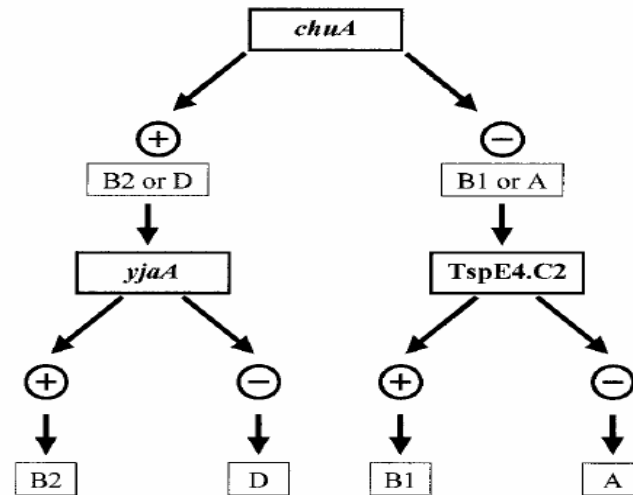 chuA
+ −
B2 or D B1 or A
yjaA TspE4.C2
+ − + −
B2 D B1 A